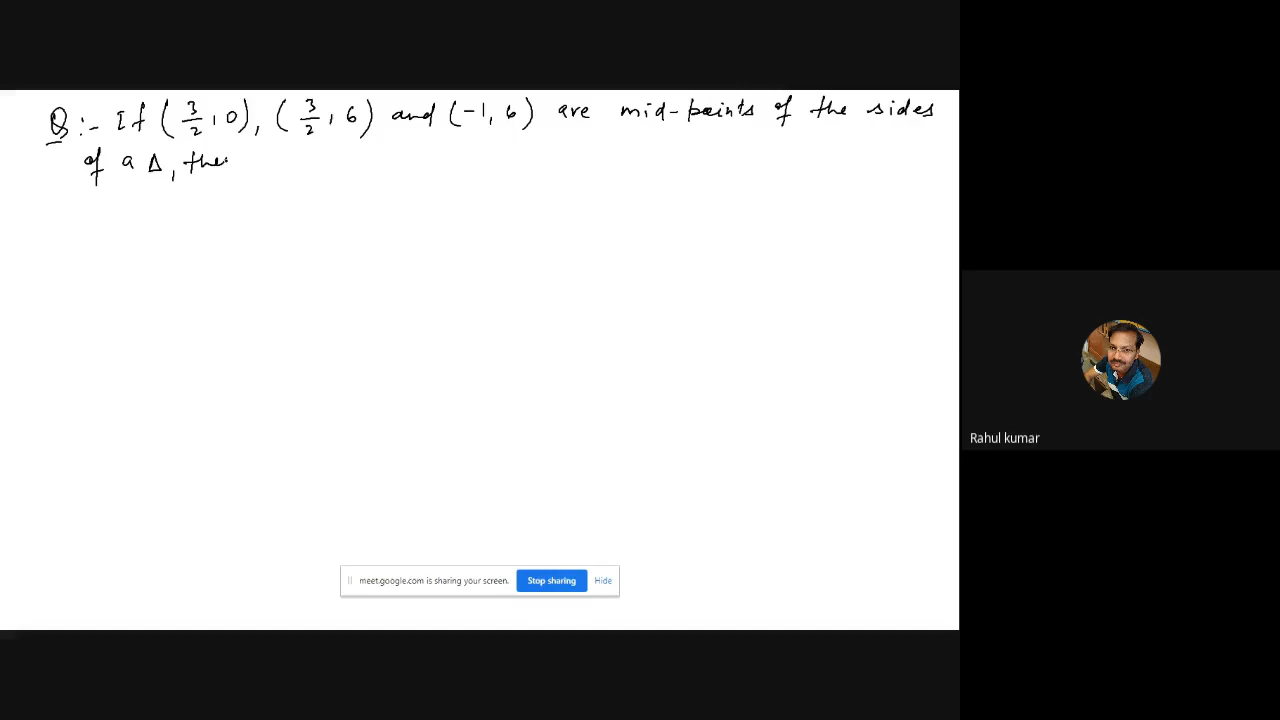 Q:- If (3/2, 0), (3/2, 6) and (-1, 6) are mid-points of the sides
of a Δ, the
Rahul kumar
meet.google.com is sharing your screen. Stop sharing Hide